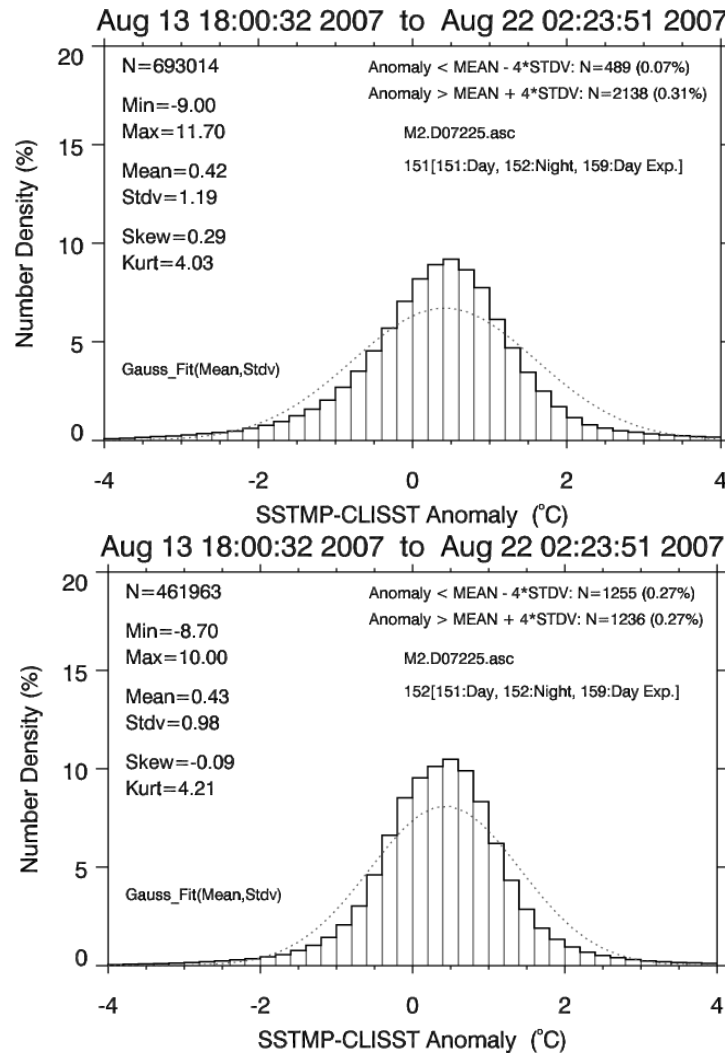 Aug 13 18:00:32 2007 to Aug 22 02:23:51 2007
20
15
10
5
0
Number Density (%)
N=693014
Min=-9.00
Max=11.70
Mean=0.42
Stdv=1.19
Skew=0.29
Kurt=4.03
Gauss_Fit(Mean,Stdv)
Anomaly < MEAN - 4*STDV: N=489 (0.07%)
Anomaly > MEAN + 4*STDV: N=2138 (0.31%)
M2.D07225.asc
151[151:Day, 152:Night, 159:Day Exp.]
-4 -2 0 2 4
SSTMP-CLISST Anomaly (°C)
Aug 13 18:00:32 2007 to Aug 22 02:23:51 2007
20
15
10
5
0
Number Density (%)
N=461963
Min=-8.70
Max=10.00
Mean=0.43
Stdv=0.98
Skew=-0.09
Kurt=4.21
Gauss_Fit(Mean,Stdv)
Anomaly < MEAN - 4*STDV: N=1255 (0.27%)
Anomaly > MEAN + 4*STDV: N=1236 (0.27%)
M2.D07225.asc
152[151:Day, 152:Night, 159:Day Exp.]
-4 -2 0 2 4
SSTMP-CLISST Anomaly (°C)